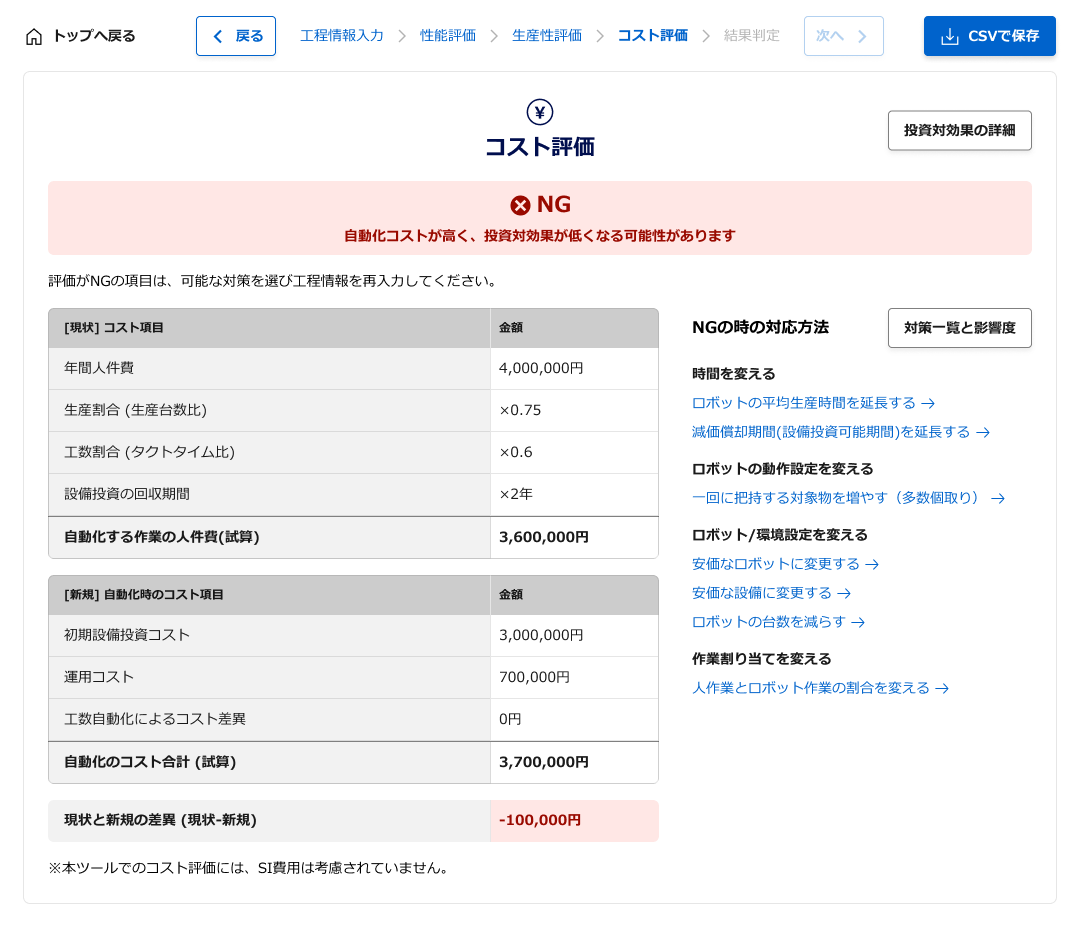 トップへ戻る
戻る
工程情報入力
性能評価
生産性評価
コスト評価
結果判定
次へ
CSVで保存
¥
コスト評価
投資対効果の詳細
NG
自動化コストが高く、投資対効果が低くなる可能性があります
評価がNGの項目は、可能な対策を選び工程情報を再入力してください。
[現状] コスト項目 金額
年間人件費 4,000,000円
生産割合 (生産台数比) ×0.75
工数割合 (タクトタイム比) ×0.6
設備投資の回収期間 ×2年
自動化する作業の人件費(試算) 3,600,000円
[新規] 自動化時のコスト項目 金額
初期設備投資コスト 3,000,000円
運用コスト 700,000円
工数自動化によるコスト差異 0円
自動化のコスト合計 (試算) 3,700,000円
現状と新規の差異 (現状-新規) -100,000円
※本ツールでのコスト評価には、SI費用は考慮されていません。
NGの時の対応方法
対策一覧と影響度
時間を変える
ロボットの平均生産時間を延長する →
減価償却期間(設備投資可能期間)を延長する →
ロボットの動作設定を変える
一回に把持する対象物を増やす（多数個取り） →
ロボット/環境設定を変える
安価なロボットに変更する →
安価な設備に変更する →
ロボットの台数を減らす →
作業割り当てを変える
人作業とロボット作業の割合を変える →